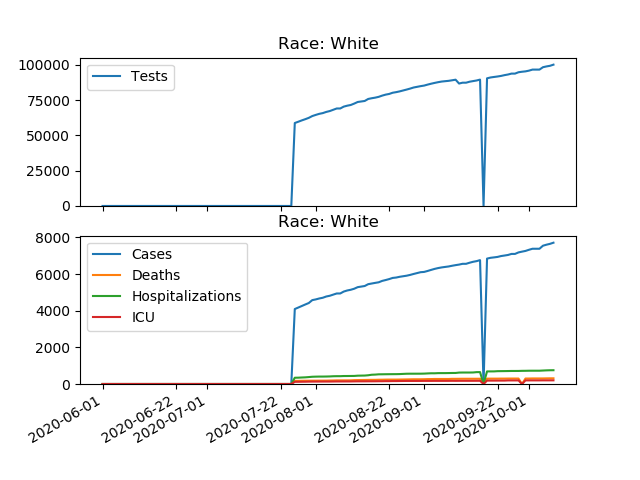 Race: White
100000
75000
50000
25000
0
Tests
Race: White
8000
6000
4000
2000
0
Cases
Deaths
Hospitalizations
ICU
2020-06-01
2020-06-22
2020-07-01
2020-07-22
2020-08-01
2020-08-22
2020-09-01
2020-09-22
2020-10-01